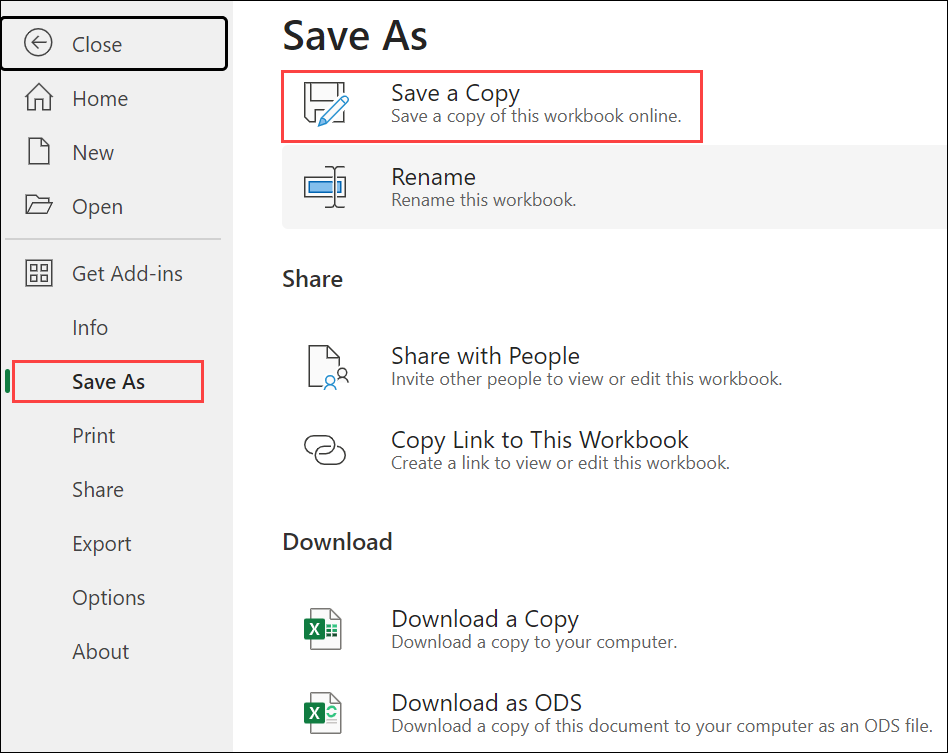 Close
Home
New
Open
Get Add-ins
Info
Save As
Print
Share
Export
Options
About
Save As
Save a Copy
Save a copy of this workbook online.
Rename
Rename this workbook.
Share
Share with People
Invite other people to view or edit this workbook.
Copy Link to This Workbook
Create a link to view or edit this workbook.
Download
X
Download a Copy
Download a copy to your computer.
X
Download as ODS
Download a copy of this document to your computer as an ODS file.